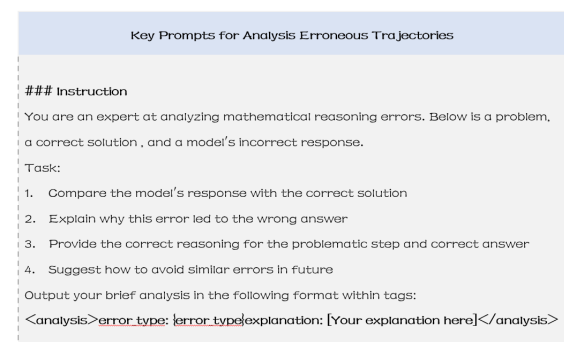 Key Prompts for Analysis Erroneous Trajectories
### Instruction
You are an expert at analyzing mathematical reasoning errors. Below is a problem,
a correct solution , and a model's incorrect response.
Task:
1. Compare the model's response with the correct solution
2. Explain why this error led to the wrong answer
3. Provide the correct reasoning for the problematic step and correct answer
4. Suggest how to avoid similar errors in future
Output your brief analysis in the following format within tags:
<analysis>error type: {error type}explanation: [Your explanation here]</analysis>